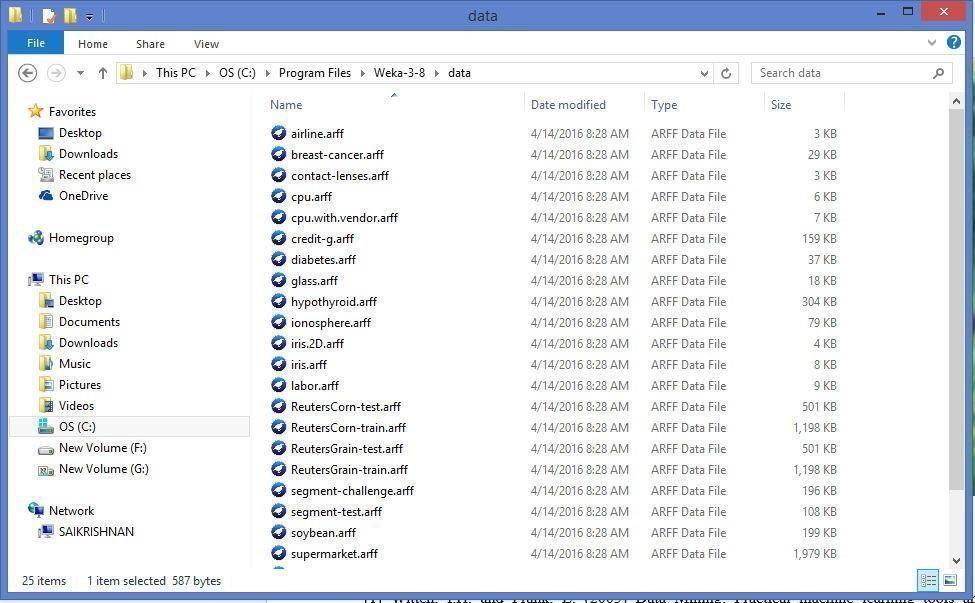 data
File Home Share View
This PC OS (C:) Program Files Weka-3-8 data Search data
Name Date modified Type Size
Favorites
Desktop
Downloads
Recent places
OneDrive
Homegroup
This PC
Desktop
Documents
Downloads
Music
Pictures
Videos
OS (C:)
New Volume (F:)
New Volume (G:)
Network
SAIKRISHNAN
airline.arff 4/14/2016 8:28 AM ARFF Data File 3 KB
breast-cancer.arff 4/14/2016 8:28 AM ARFF Data File 29 KB
contact-lenses.arff 4/14/2016 8:28 AM ARFF Data File 3 KB
cpu.arff 4/14/2016 8:28 AM ARFF Data File 6 KB
cpu.with.vendor.arff 4/14/2016 8:28 AM ARFF Data File 7 KB
credit-g.arff 4/14/2016 8:28 AM ARFF Data File 159 KB
diabetes.arff 4/14/2016 8:28 AM ARFF Data File 37 KB
glass.arff 4/14/2016 8:28 AM ARFF Data File 18 KB
hypothyroid.arff 4/14/2016 8:28 AM ARFF Data File 304 KB
ionosphere.arff 4/14/2016 8:28 AM ARFF Data File 79 KB
iris.2D.arff 4/14/2016 8:28 AM ARFF Data File 4 KB
iris.arff 4/14/2016 8:28 AM ARFF Data File 8 KB
labor.arff 4/14/2016 8:28 AM ARFF Data File 9 KB
ReutersCorn-test.arff 4/14/2016 8:28 AM ARFF Data File 501 KB
ReutersCorn-train.arff 4/14/2016 8:28 AM ARFF Data File 1,198 KB
ReutersGrain-test.arff 4/14/2016 8:28 AM ARFF Data File 501 KB
ReutersGrain-train.arff 4/14/2016 8:28 AM ARFF Data File 1,198 KB
segment-challenge.arff 4/14/2016 8:28 AM ARFF Data File 196 KB
segment-test.arff 4/14/2016 8:28 AM ARFF Data File 108 KB
soybean.arff 4/14/2016 8:28 AM ARFF Data File 199 KB
supermarket.arff 4/14/2016 8:28 AM ARFF Data File 1,979 KB
25 items 1 item selected 587 bytes